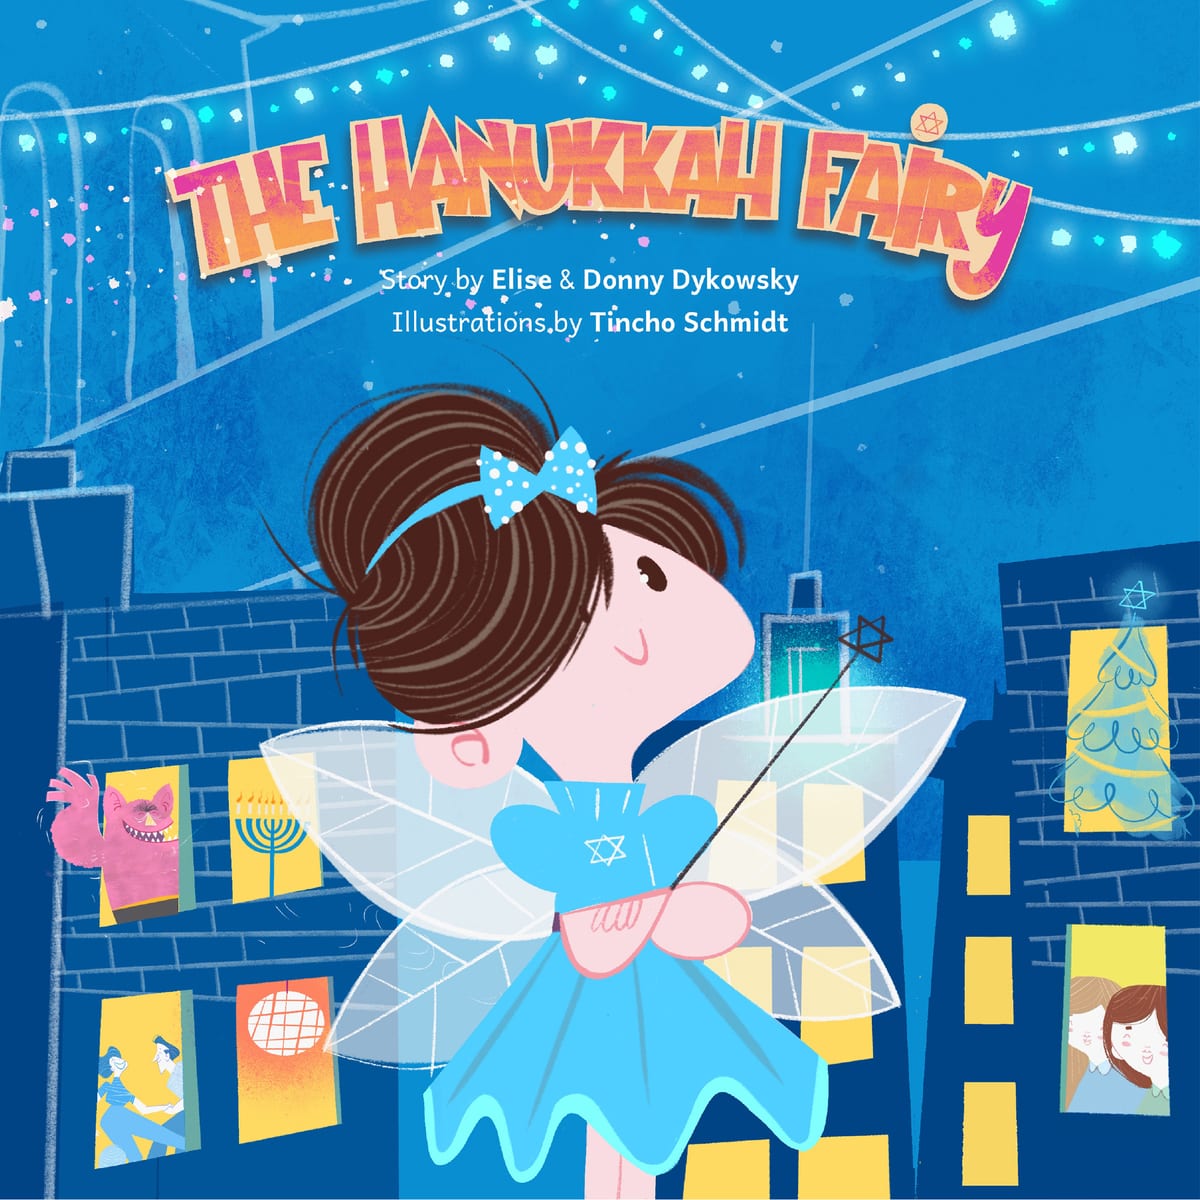 THE HANUKKAH FAIRY
Story by Elise & Donny Dykowsky
Illustrations by Tincho Schmidt